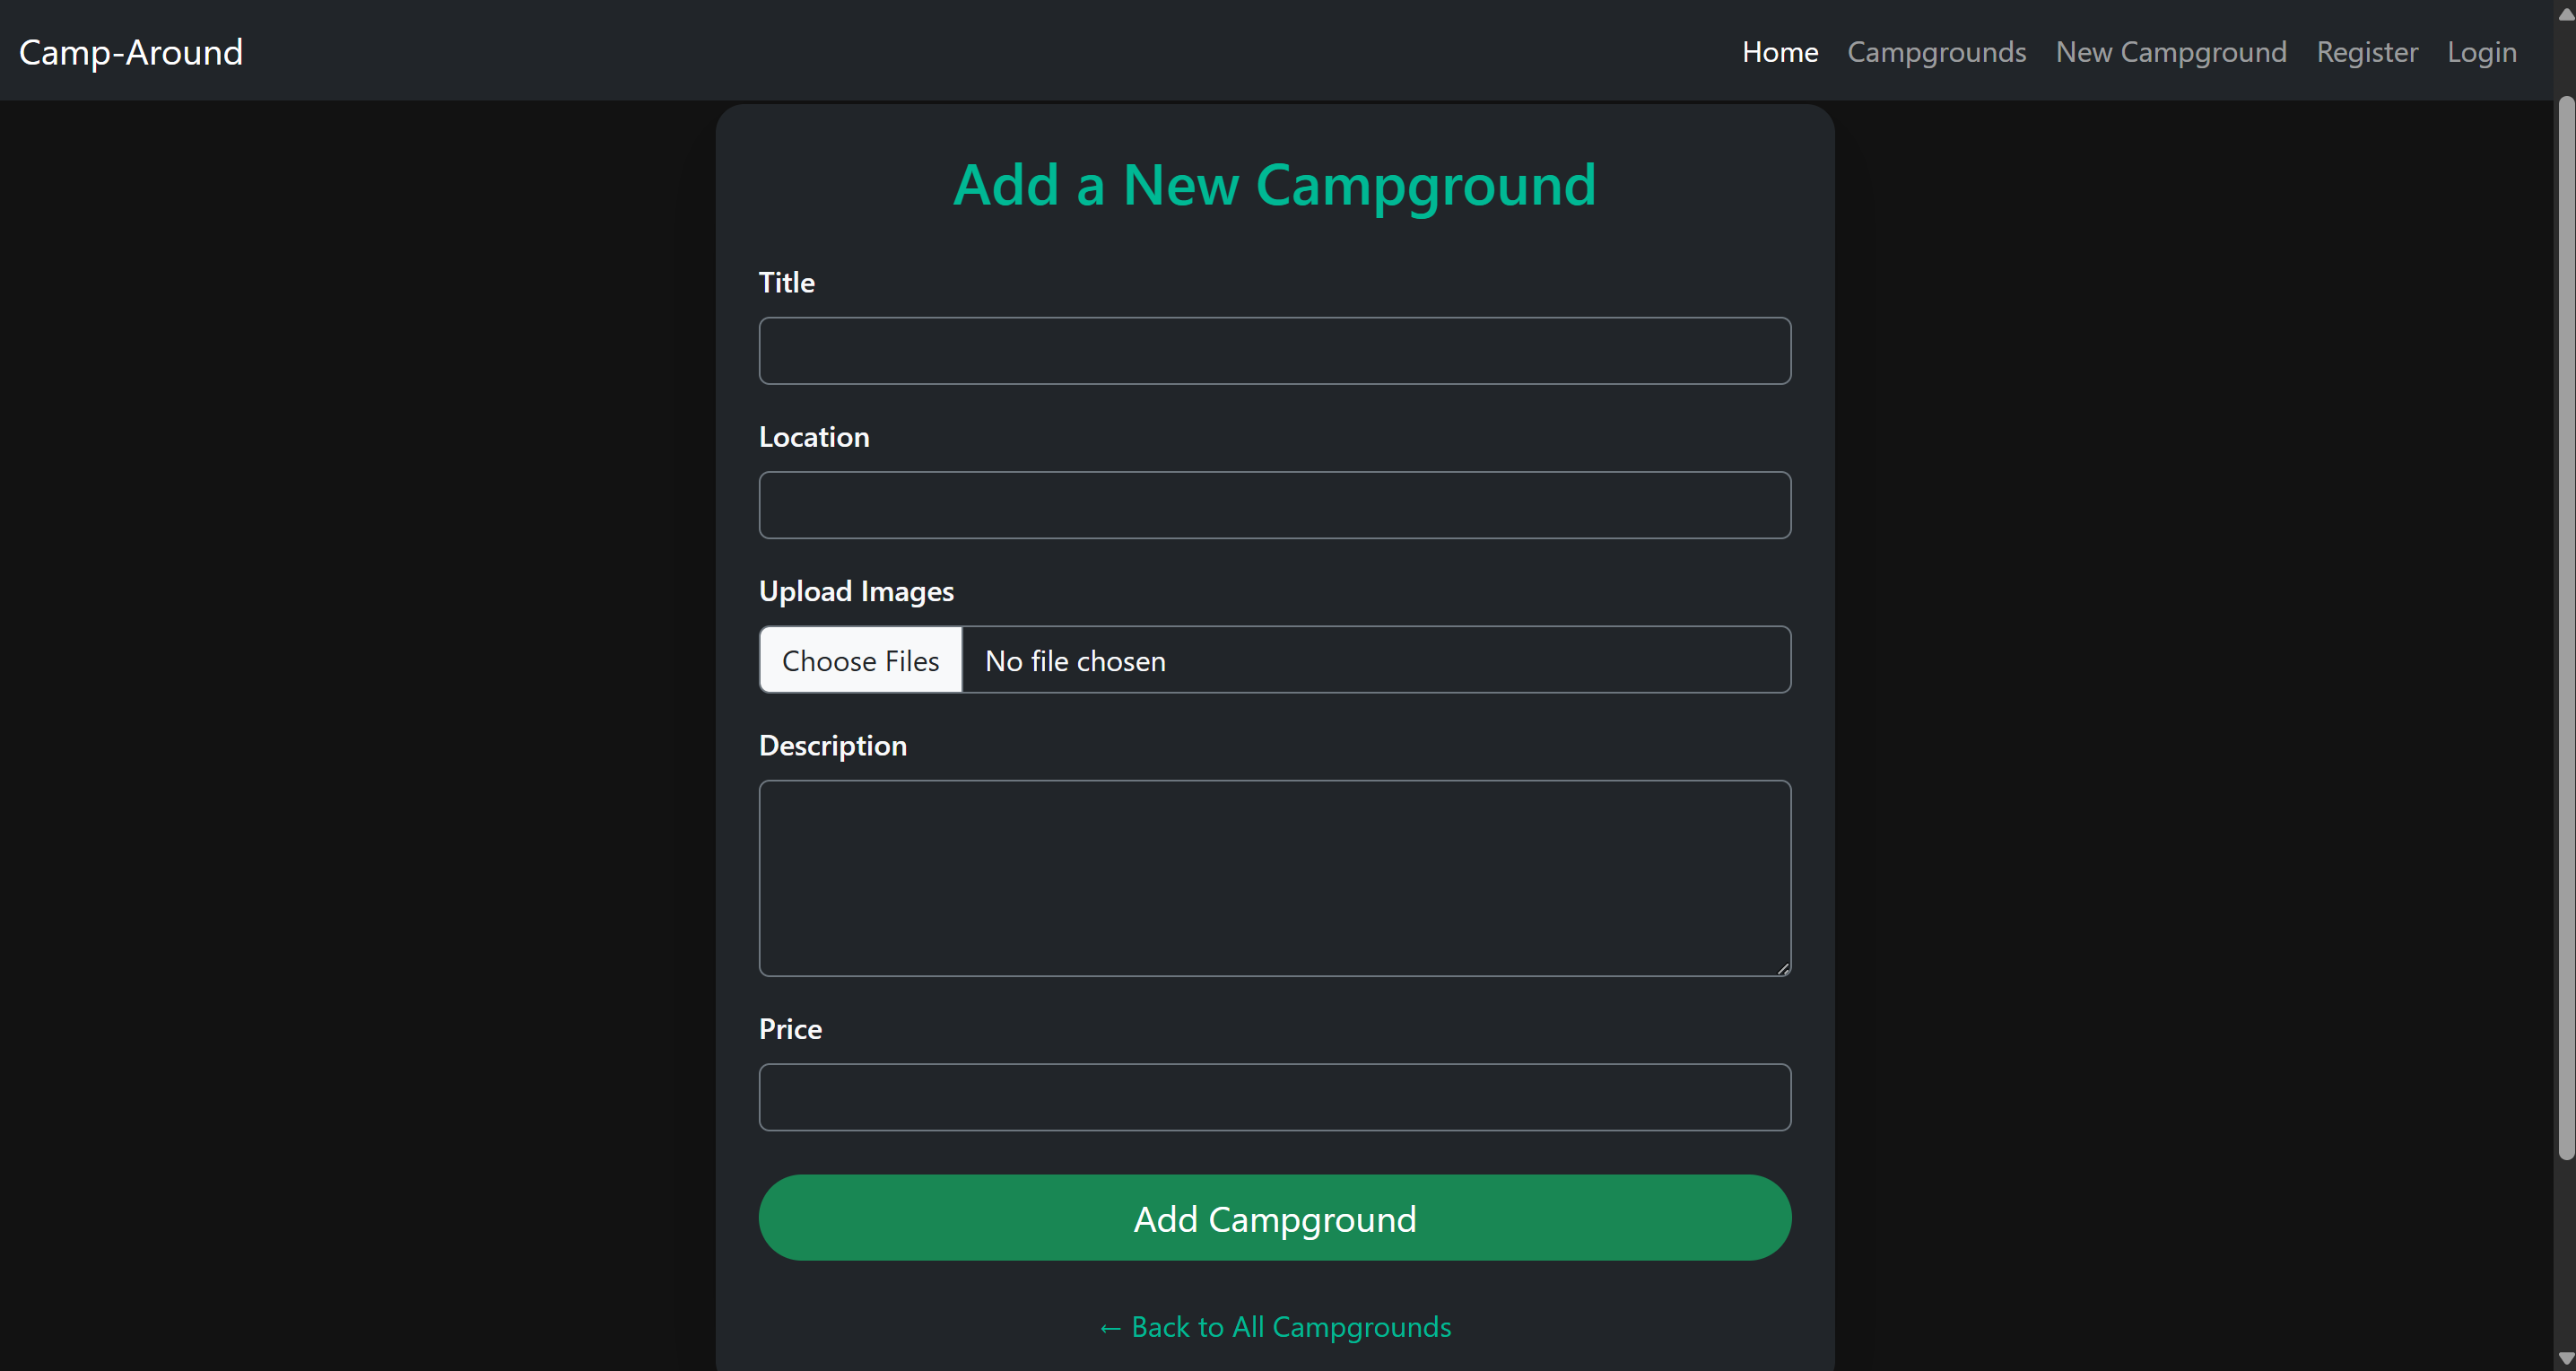 Camp-Around
Home Campgrounds New Campground Register Login
Add a New Campground
Title
Location
Upload Images
Choose Files No file chosen
Description
Price
Add Campground
← Back to All Campgrounds